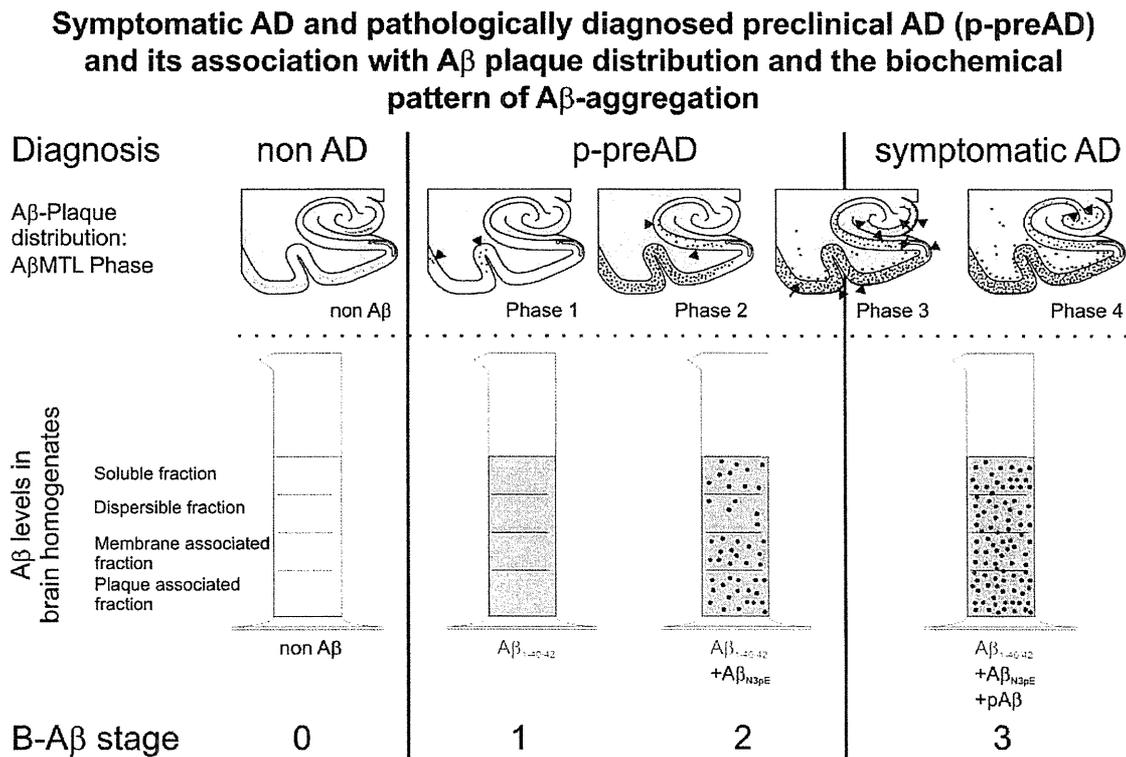 Symptomatic AD and pathologically diagnosed preclinical AD (p-preAD)
and its association with Aβ plaque distribution and the biochemical
pattern of Aβ-aggregation
Diagnosis non AD p-preAD symptomatic AD
Aβ-Plaque
distribution:
AβMTL Phase
non Aβ Phase 1 Phase 2 Phase 3 Phase 4
Aβ levels in
brain homogenates
Soluble fraction
Dispersible fraction
Membrane associated
fraction
Plaque associated
fraction
non Aβ Aβ1-40/42 Aβ1-40/42 Aβ1-40/42
+AβN3pE +AβN3pE
+pAβ
B-Aβ stage 0 1 2 3